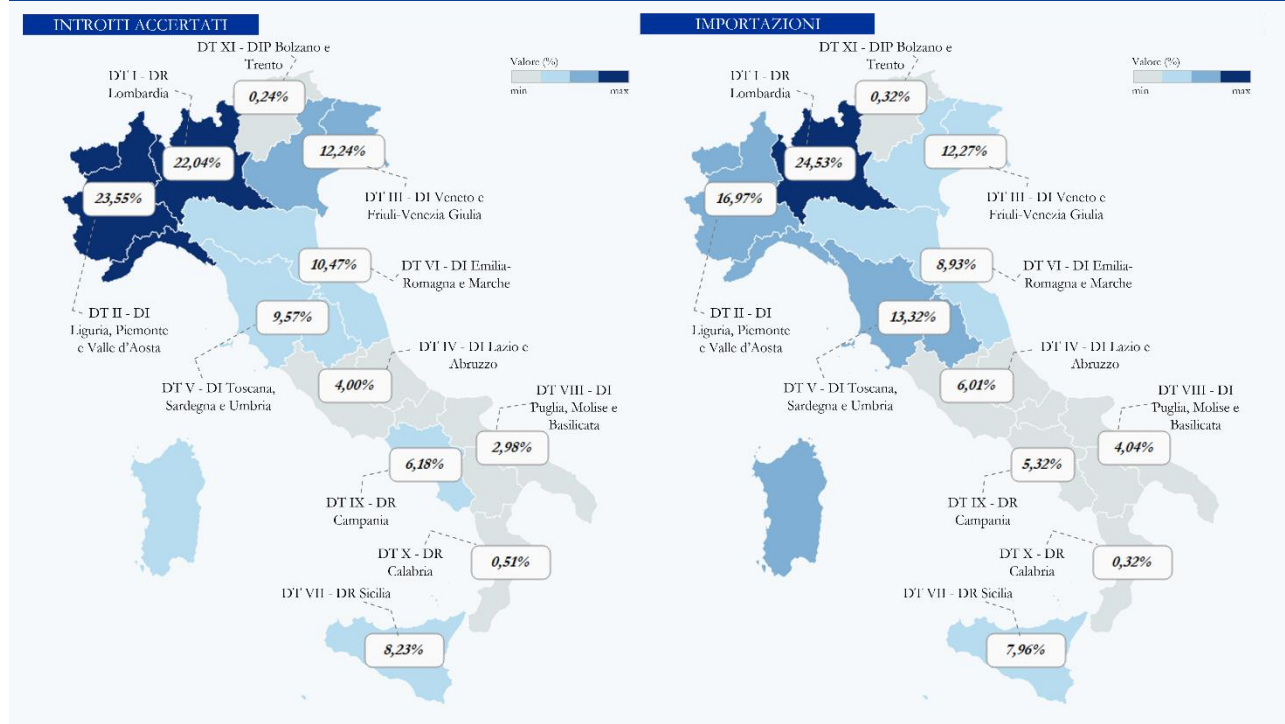 INTROITI ACCERTATI
DT XI - DIP Bolzano e
Trento
DT I - DR
Lombardia
Valore (%)
min max
0,24%
22,04%
12,24%
23,55%
DT III - DI Veneto e
Friuli-Venezia Giulia
10,47%
DT VI - DI Emilia-
Romagna e Marche
DT II - DI
Liguria, Piemonte
e Valle d'Aosta
9,57%
DT IV - DI Lazio e
Abruzzo
DT V - DI Toscana,
Sardegna e Umbria
4,00%
DT VIII - DI
Puglia, Molise e
Basilicata
2,98%
6,18%
DT IX - DR
Campania
DT X - DR
Calabria
0,51%
DT VII - DR Sicilia
8,23%
IMPORTAZIONI
DT XI - DIP Bolzano e
Trento
DT I - DR
Lombardia
Valore (%)
min max
0,32%
24,53%
12,27%
16,97%
DT III - DI Veneto e
Friuli-Venezia Giulia
8,93%
DT VI - DI Emilia-
Romagna e Marche
DT II - DI
Liguria, Piemonte
e Valle d'Aosta
13,32%
DT IV - DI Lazio e
Abruzzo
DT V - DI Toscana,
Sardegna e Umbria
6,01%
DT VIII - DI
Puglia, Molise e
Basilicata
4,04%
5,32%
DT IX - DR
Campania
DT X - DR
Calabria
0,32%
DT VII - DR Sicilia
7,96%